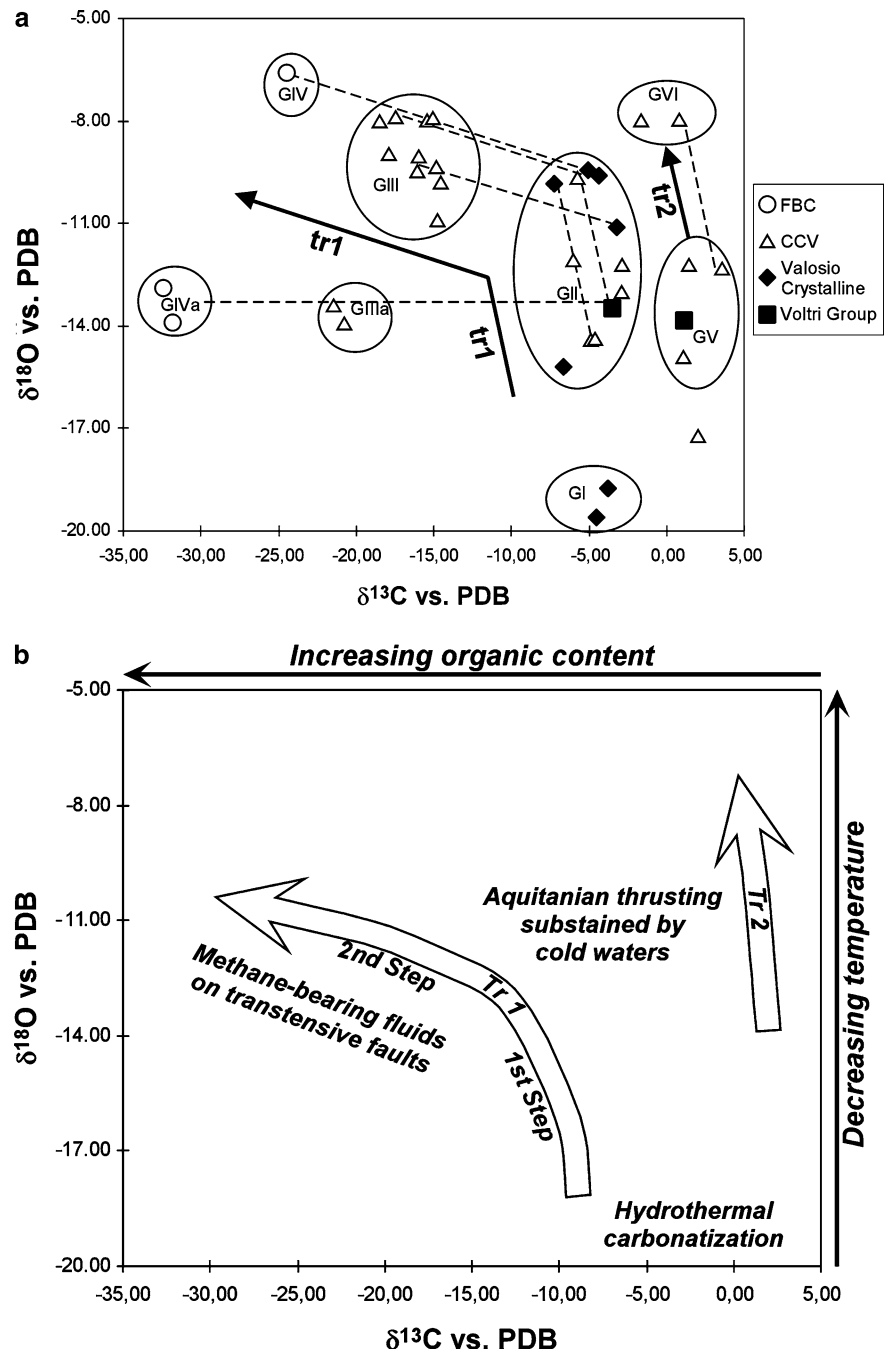 a
-5.00
-8.00
-11.00
-14.00
-17.00
-20.00
δ18O vs. PDB
GIV
GIII
GVI
tr2
tr1
GIVa
GIIIa
GII
tr1
GV
GI
FBC
CCV
Valosio
Crystalline
Voltri Group
-35,00
-30,00
-25,00
-20,00
-15,00
-10,00
-5,00
0,00
5,00
δ13C vs. PDB
b
Increasing organic content
-5.00
-8.00
-11.00
-14.00
-17.00
-20.00
δ18O vs. PDB
Aquitanian thrusting
substained by
cold waters
Tr 2
2nd Step
Tr 1
1st Step
Methane-bearing fluids
on transtensive faults
Hydrothermal
carbonatization
Decreasing temperature
-35,00
-30,00
-25,00
-20,00
-15,00
-10,00
-5,00
0,00
5,00
δ13C vs. PDB